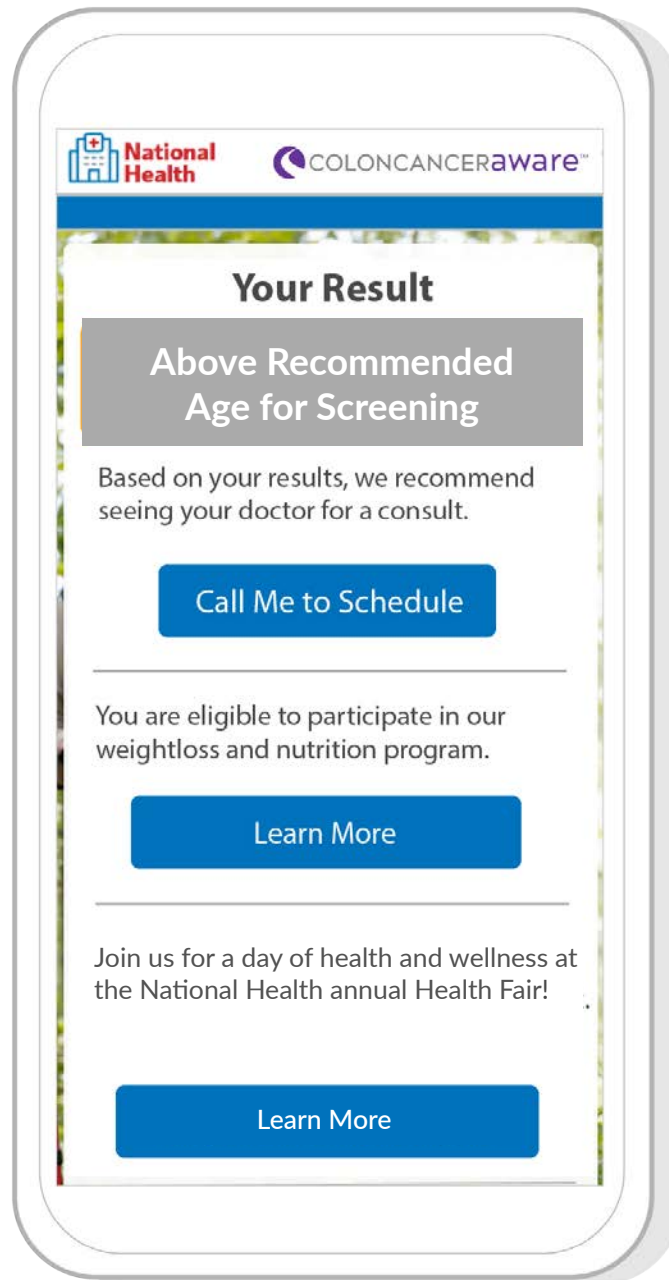 National
Health
COLONCANCERaware™
Your Result
Above Recommended
Age for Screening
Based on your results, we recommend
seeing your doctor for a consult.
Call Me to Schedule
You are eligible to participate in our
weightloss and nutrition program.
Learn More
Join us for a day of health and wellness at
the National Health annual Health Fair!
Learn More